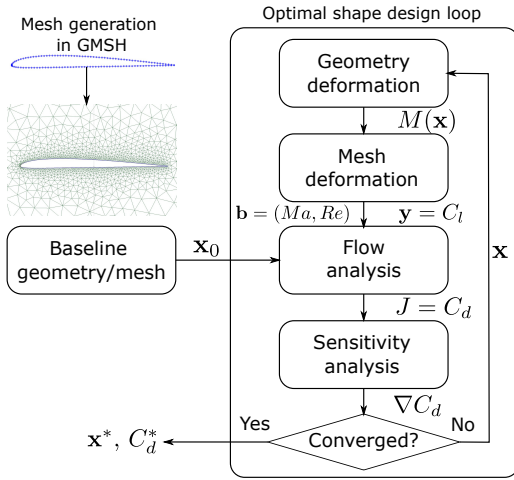 Mesh generation
in GMSH
Optimal shape design loop
Geometry
deformation
M(𝐱)
Mesh
deformation
𝐛 = (Ma, Re)
𝐲 = C_l
Baseline
geometry/mesh
𝐱₀
Flow
analysis
𝐱
J = C_d
Sensitivity
analysis
∇C_d
Yes
No
Converged?
𝐱*, C_d*